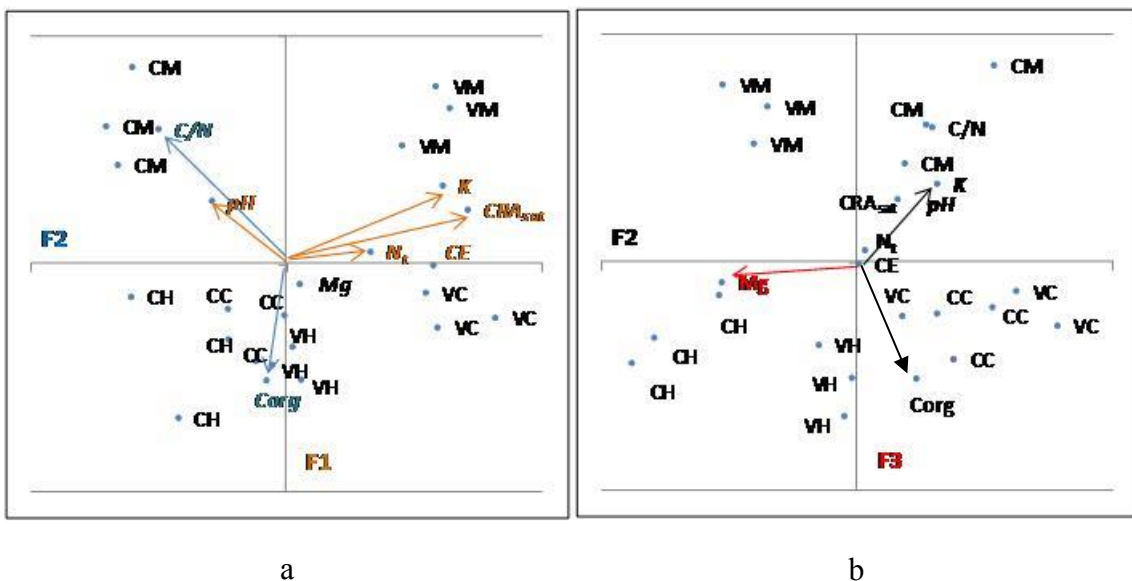 CM
VM
VM
CM C/N
VM
CM
K
pH
CRAsat
F2
Nt CE
Mg
CH CC CC VC
VC VC
CH CC VH
VH VH
Corg
CH
F1
a
CM
VM
VM
CM C/N
VM
CM
K
CRAsat pH
F2
Nt
CE
Mg
VC CC VC
CC VC
CH
CH VH CC
CH VH
Corg
VH
F3
b